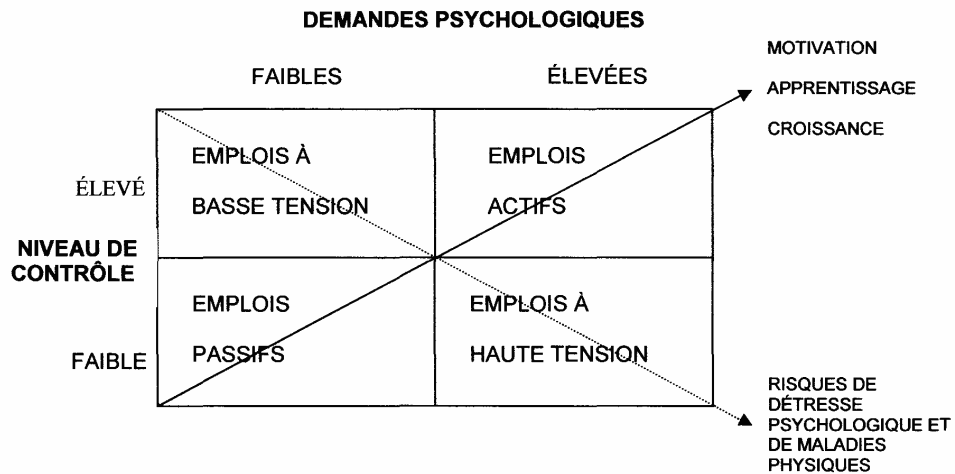 DEMANDES PSYCHOLOGIQUES
FAIBLES
ÉLEVÉES
MOTIVATION
APPRENTISSAGE
CROISSANCE
ÉLEVÉ
EMPLOIS À
BASSE TENSION
EMPLOIS
ACTIFS
NIVEAU DE
CONTRÔLE
FAIBLE
EMPLOIS
PASSIFS
EMPLOIS À
HAUTE TENSION
RISQUES DE
DÉTRESSE
PSYCHOLOGIQUE ET
DE MALADIES
PHYSIQUES